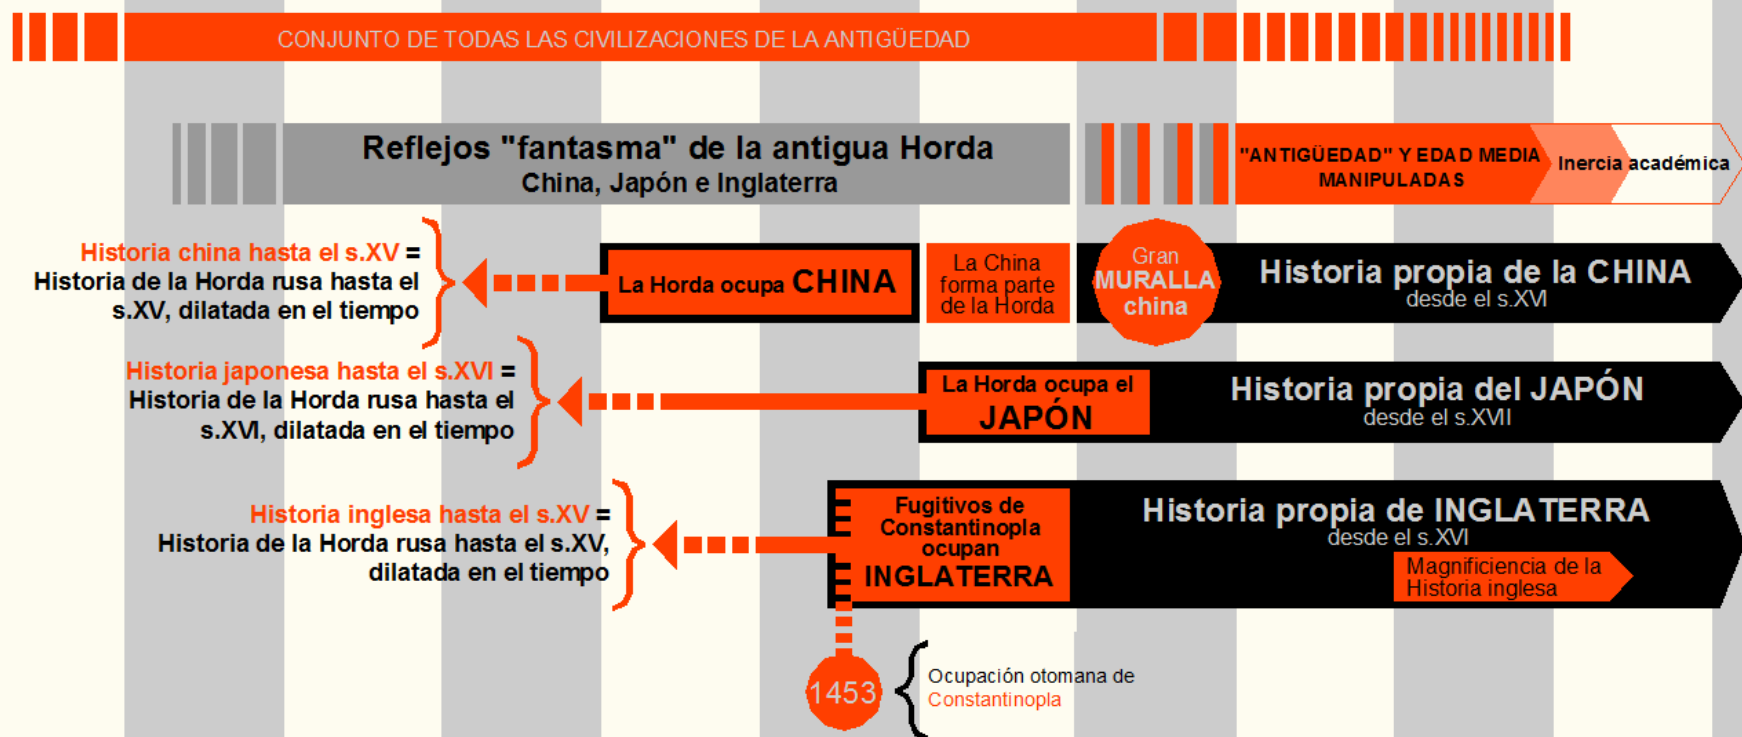 CONJUNTO DE TODAS LAS CIVILIZACIONES DE LA ANTIGÜEDAD
Reflejos "fantasma" de la antigua Horda
China, Japón e Inglaterra
"ANTIGÜEDAD" Y EDAD MEDIA
MANIPULADAS
Inercia académica
Historia china hasta el s.XV =
Historia de la Horda rusa hasta el
s.XV, dilatada en el tiempo
La Horda ocupa CHINA
La China
forma parte
de la Horda
Gran
MURALLA
china
Historia propia de la CHINA
desde el s.XVI
Historia japonesa hasta el s.XVI =
Historia de la Horda rusa hasta el
s.XVI, dilatada en el tiempo
La Horda ocupa el
JAPÓN
Historia propia del JAPÓN
desde el s.XVII
Historia inglesa hasta el s.XV =
Historia de la Horda rusa hasta el s.XV,
dilatada en el tiempo
Fugitivos de
Constantinopla
ocupan
INGLATERRA
Historia propia de INGLATERRA
desde el s.XVI
Magnificiencia de la
Historia inglesa
1453
Ocupación otomana de
Constantinopla